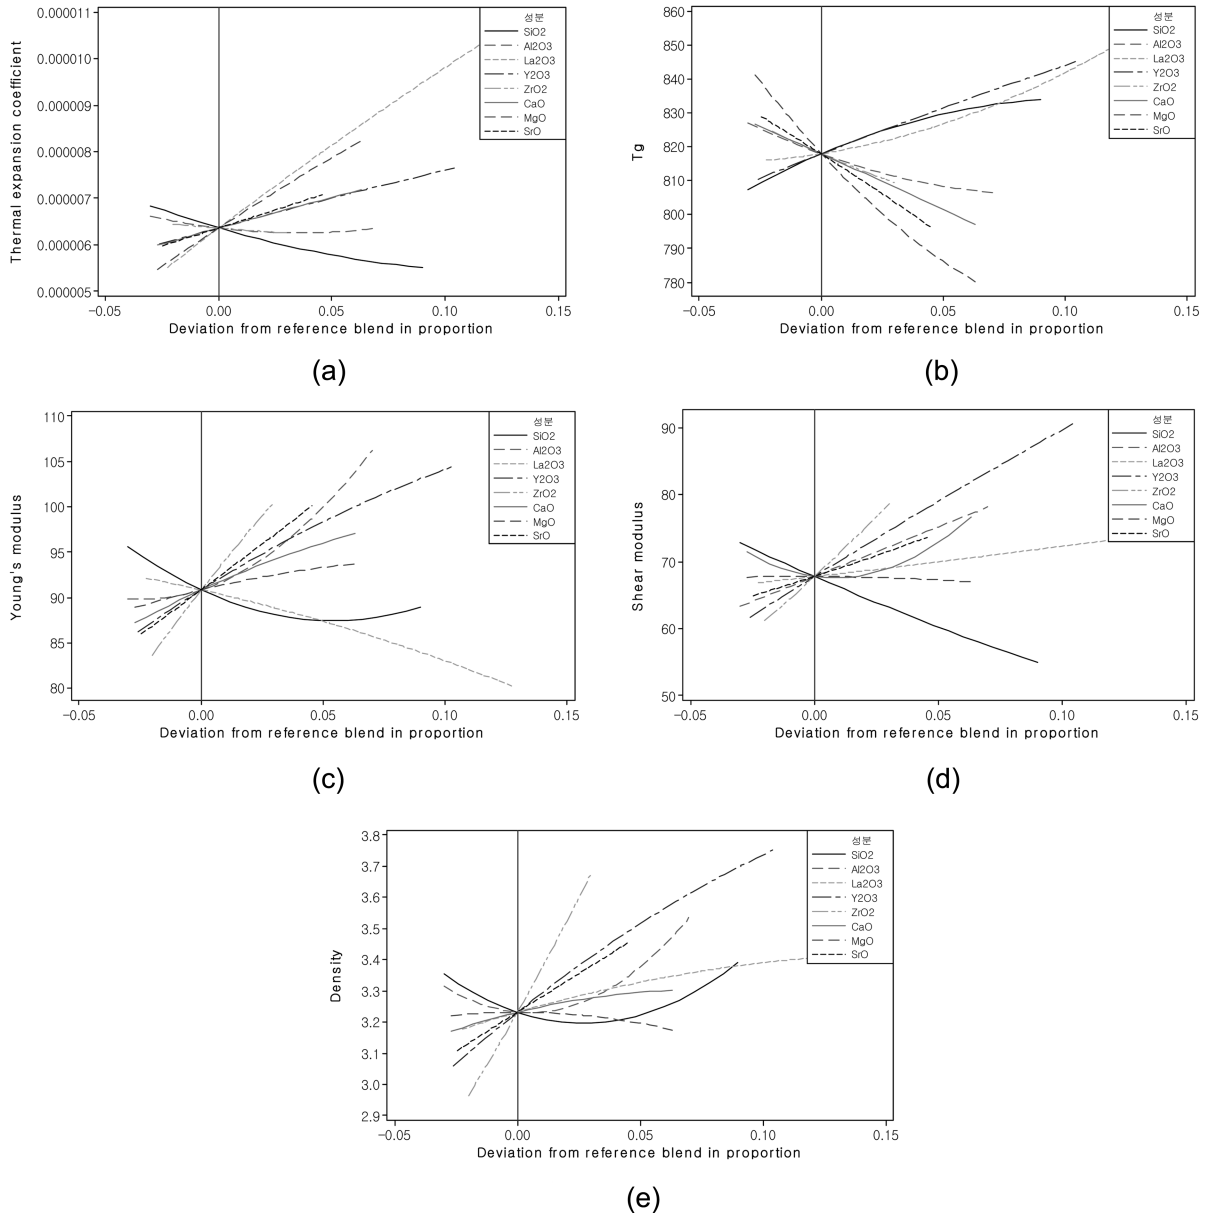 Thermal expansion coefficient
0.000011
0.000010
0.000009
0.000008
0.000007
0.000006
0.000005
−0.05
0.00
0.05
0.10
0.15
Deviation from reference blend in proportion
성분
SiO2
Al2O3
La2O3
Y2O3
ZrO2
CaO
MgO
SrO
(a)
Tg
860
850
840
830
820
810
800
790
780
−0.05
0.00
0.05
0.10
0.15
Deviation from reference blend in proportion
성분
SiO2
Al2O3
La2O3
Y2O3
ZrO2
CaO
MgO
SrO
(b)
Young's modulus
110
105
100
95
90
85
80
−0.05
0.00
0.05
0.10
0.15
Deviation from reference blend in proportion
성분
SiO2
Al2O3
La2O3
Y2O3
ZrO2
CaO
MgO
SrO
(c)
Shear modulus
90
80
70
60
50
−0.05
0.00
0.05
0.10
0.15
Deviation from reference blend in proportion
성분
SiO2
Al2O3
La2O3
Y2O3
ZrO2
CaO
MgO
SrO
(d)
Density
3.8
3.7
3.6
3.5
3.4
3.3
3.2
3.1
3.0
2.9
−0.05
0.00
0.05
0.10
0.15
Deviation from reference blend in proportion
성분
SiO2
Al2O3
La2O3
Y2O3
ZrO2
CaO
MgO
SrO
(e)